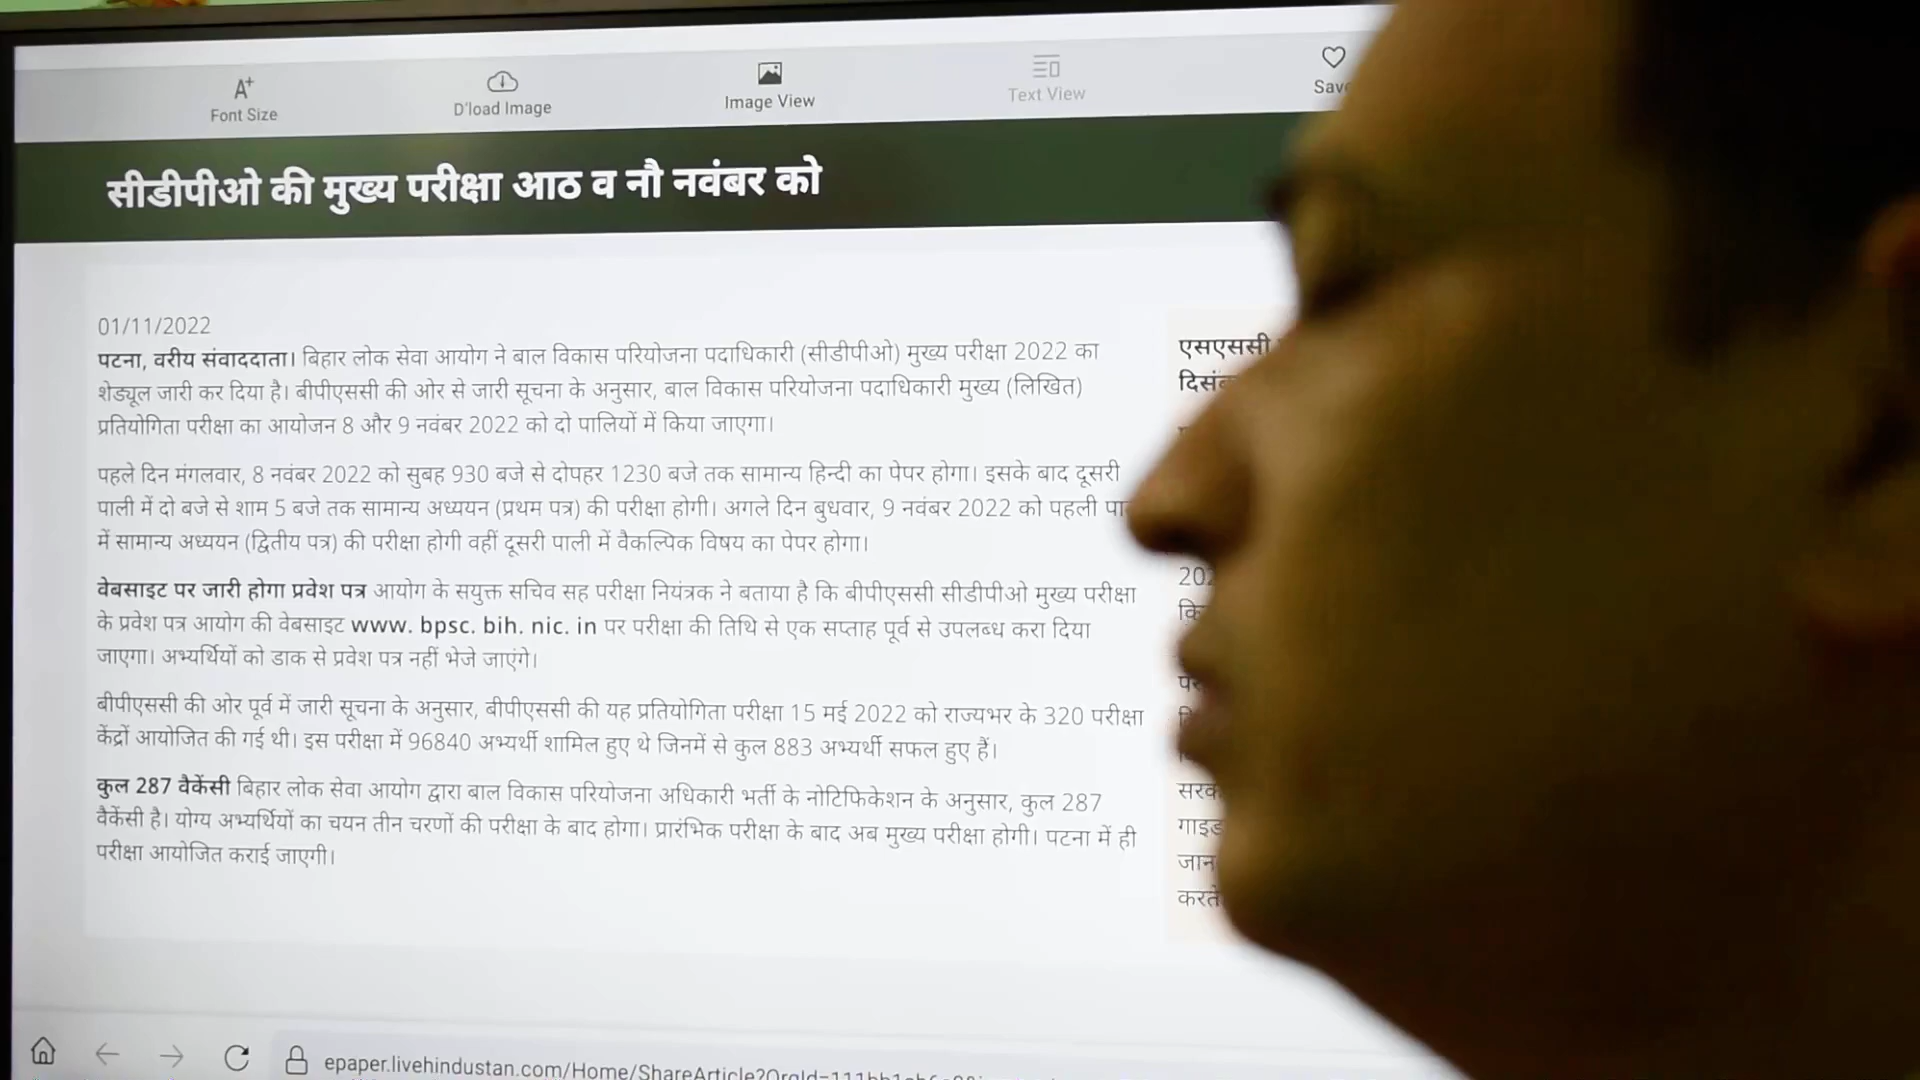 A+
Font Size
D'load Image
Image View
Text View
सीडीपीओ की मुख्य परीक्षा आठ व नौ नवंबर को
01/11/2022
पटना, वरीय संवाददाता। बिहार लोक सेवा आयोग ने बाल विकास परियोजना पदाधिकारी (सीडीपीओ) मुख्य परीक्षा 2022 का
शेड्यूल जारी कर दिया है। बीपीएससी की ओर से जारी सूचना के अनुसार, बाल विकास परियोजना पदाधिकारी मुख्य (लिखित)
प्रतियोगिता परीक्षा का आयोजन 8 और 9 नवंबर 2022 को दो पालियों में किया जाएगा।
पहले दिन मंगलवार, 8 नवंबर 2022 को सुबह 930 बजे से दोपहर 1230 बजे तक सामान्य हिन्दी का पेपर होगा। इसके बाद दूसरी
पाली में दो बजे से शाम 5 बजे तक सामान्य अध्ययन (प्रथम पत्र) की परीक्षा होगी। अगले दिन बुधवार, 9 नवंबर 2022 को पहली
में सामान्य अध्ययन (द्वितीय पत्र) की परीक्षा होगी वहीं दूसरी पाली में वैकल्पिक विषय का पेपर होगा।
वेबसाइट पर जारी होगा प्रवेश पत्र आयोग के सयुक्त सचिव सह परीक्षा नियंत्रक ने बताया है कि बीपीएससी सीडीपीओ मुख्य परीक्षा
के प्रवेश पत्र आयोग की वेबसाइट www. bpsc. bih. nic. in पर परीक्षा की तिथि से एक सप्ताह पूर्व से उपलब्ध करा दिया
जाएगा। अभ्यर्थियों को डाक से प्रवेश पत्र नहीं भेजे जाएंगे।
बीपीएससी की ओर पूर्व में जारी सूचना के अनुसार, बीपीएससी की यह प्रतियोगिता परीक्षा 15 मई 2022 को राज्यभर के 320 परीक्षा
केंद्रों आयोजित की गई थी। इस परीक्षा में 96840 अभ्यर्थी शामिल हुए थे जिनमें से कुल 883 अभ्यर्थी सफल हुए हैं।
कुल 287 वैकेंसी बिहार लोक सेवा आयोग द्वारा बाल विकास परियोजना अधिकारी भर्ती के नोटिफिकेशन के अनुसार, कुल 287
वैकेंसी है। योग्य अभ्यर्थियों का चयन तीन चरणों की परीक्षा के बाद होगा। प्रारंभिक परीक्षा के बाद अब मुख्य परीक्षा होगी। पटना में ही
परीक्षा आयोजित कराई जाएगी।
एसएससी
epaper.livehindustan.com/Home/ShareArticle?OrgId=